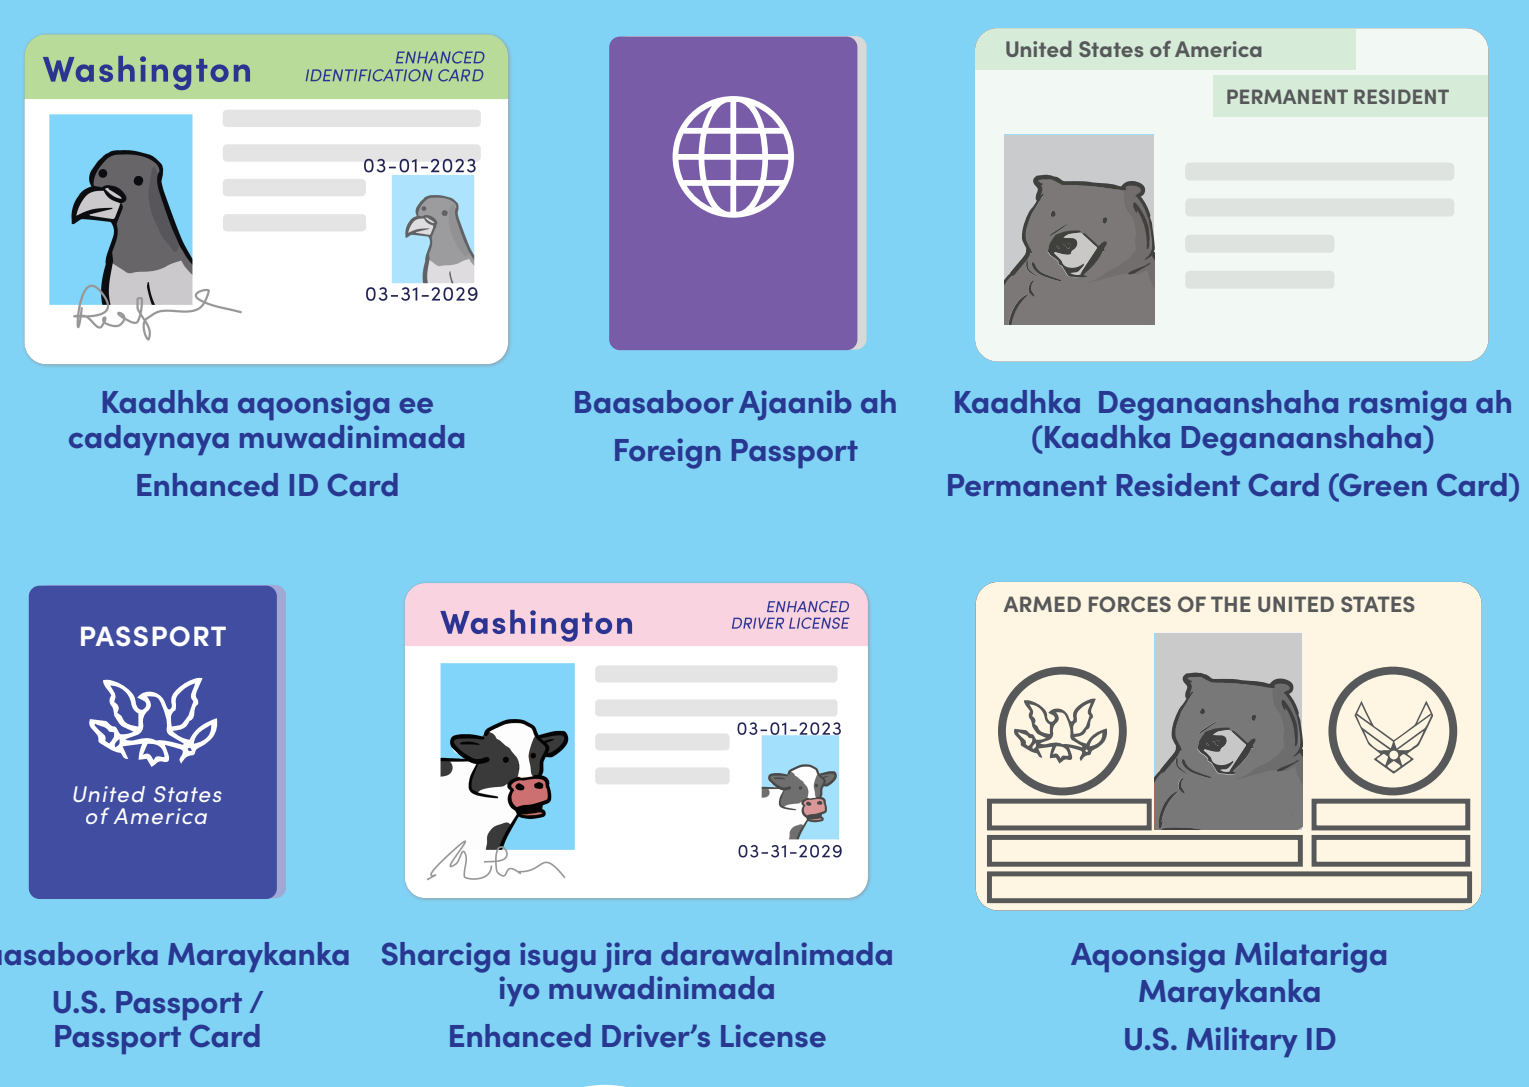 Washington
ENHANCED
IDENTIFICATION CARD
03-01-2023
03-31-2029
Kaadhka aqoonsiga ee
cadaynaya muwadinimada
Enhanced ID Card
Baasaboor Ajaanib ah
Foreign Passport
United States of America
PERMANENT RESIDENT
Kaadhka Deganaanshaha rasmiga ah
(Kaadhka Deganaanshaha)
Permanent Resident Card (Green Card)
PASSPORT
United States
of America
Maraykanka
U.S. Passport /
Passport Card
Washington
ENHANCED
DRIVER LICENSE
03-01-2023
03-31-2029
Sharciga isugu jira darawalnimada
iyo muwadinimada
Enhanced Driver’s License
ARMED FORCES OF THE UNITED STATES
Aqoonsiga Milatariga
Maraykanka
U.S. Military ID